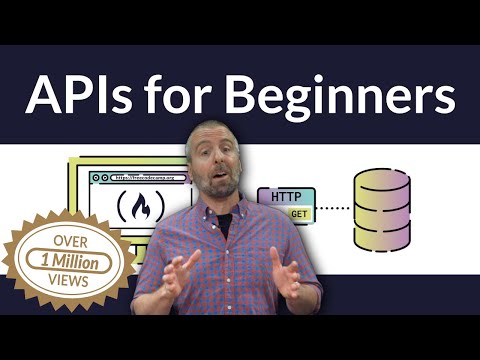 APIs for Beginners
https://freecodecamp.org
HTTP
GET
OVER
1 Million
VIEWS